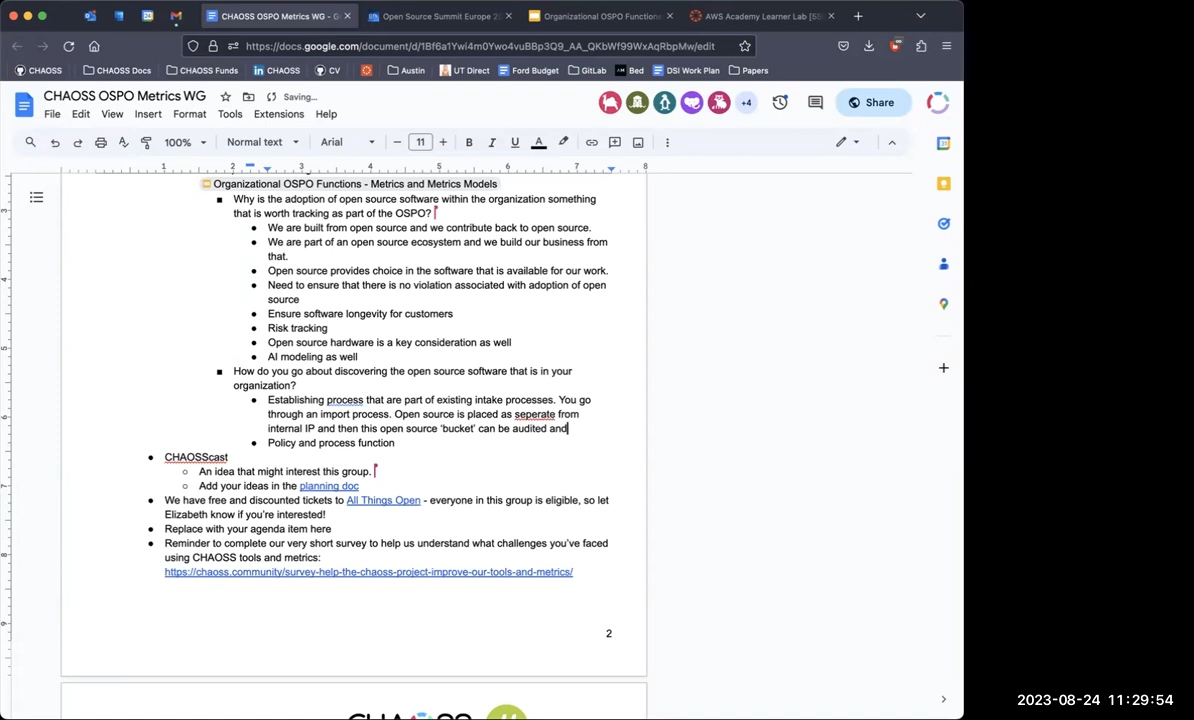 CHAOSS OSPO Metrics WG - G
Open Source Summit Europe 2
Organizational OSPO Function
AWS Academy Learner Lab [55
https://docs.google.com/document/d/1Bf6a1Ywi4m0Ywo4vuBBp3Q9_AA_QKbWf99WxAqRbpMw/edit
CHAOSS CHAOSS Docs CHAOSS Funds CHAOSS CV Austin UT Direct Ford Budget GitLab Bed DSI Work Plan Papers
CHAOSS OSPO Metrics WG Saving...
File Edit View Insert Format Tools Extensions Help
+4 Share
100% Normal text Arial 11 B I U A
1 2 3 4 5 6 7 8
Organizational OSPO Functions - Metrics and Metrics Models
Why is the adoption of open source software within the organization something
that is worth tracking as part of the OSPO?
We are built from open source and we contribute back to open source.
We are part of an open source ecosystem and we build our business from
that.
Open source provides choice in the software that is available for our work.
Need to ensure that there is no violation associated with adoption of open
source
Ensure software longevity for customers
Risk tracking
Open source hardware is a key consideration as well
AI modeling as well
How do you go about discovering the open source software that is in your
organization?
Establishing process that are part of existing intake processes. You go
through an import process. Open source is placed as seperate from
internal IP and then this open source ‘bucket’ can be audited and
Policy and process function
CHAOSScast
An idea that might interest this group.
Add your ideas in the planning doc
We have free and discounted tickets to All Things Open - everyone in this group is eligible, so let
Elizabeth know if you’re interested!
Replace with your agenda item here
Reminder to complete our very short survey to help us understand what challenges you’ve faced
using CHAOSS tools and metrics:
https://chaoss.community/survey-help-the-chaoss-project-improve-our-tools-and-metrics/
2
2023-08-24 11:29:54